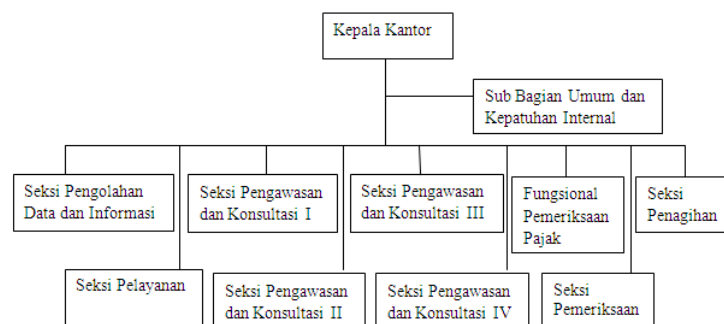 Kepala Kantor
Sub Bagian Umum dan
Kepatuhan Internal
Seksi Pengolahan
Data dan Informasi
Seksi Pengawasan
dan Konsultasi I
Seksi Pengawasan
dan Konsultasi III
Fungsional
Pemeriksaan
Pajak
Seksi
Penagihan
Seksi Pelayanan
Seksi Pengawasan
dan Konsultasi II
Seksi Pengawasan
dan Konsultasi IV
Seksi
Pemeriksaan